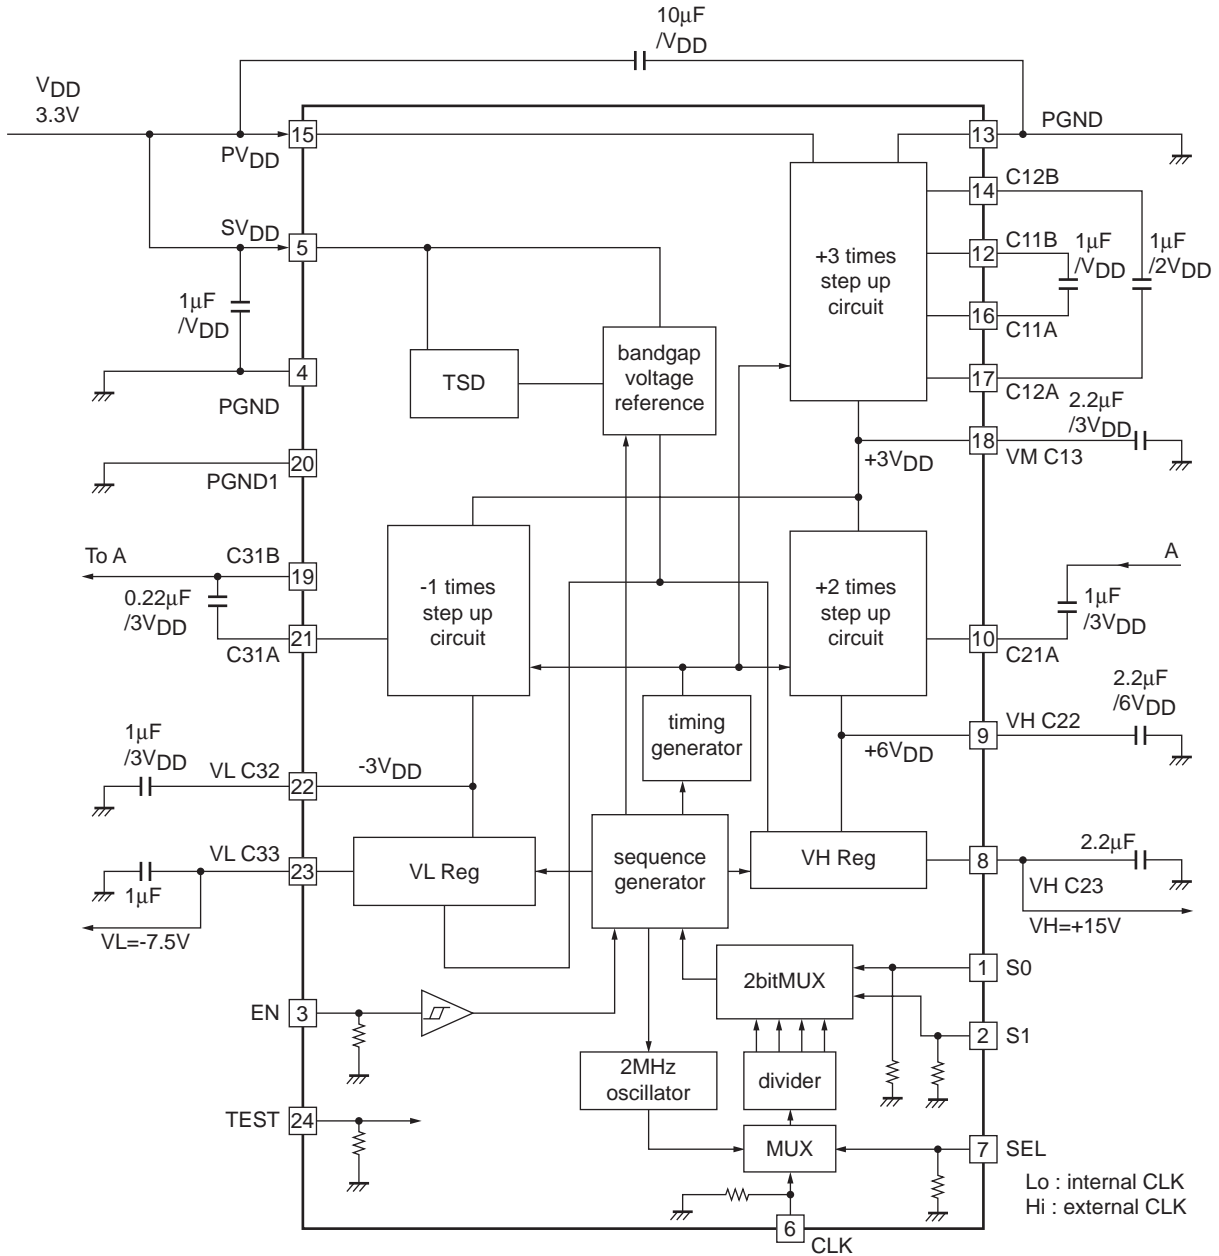 10μF
/VDD
VDD
3.3V
15
PVDD
13
PGND
14
C12B
SVDD
5
+3 times
step up
circuit
12
C11B
1μF
/VDD
1μF
/2VDD
1μF
/VDD
16
C11A
bandgap
voltage
reference
TSD
4
PGND
17
C12A
2.2μF
/3VDD
18
VM C13
+3VDD
20
PGND1
To A
C31B
19
0.22μF
/3VDD
21
C31A
-1 times
step up
circuit
+2 times
step up
circuit
A
1μF
/3VDD
10
C21A
2.2μF
/6VDD
timing
generator
9
VH C22
+6VDD
1μF
/3VDD
VL C32
22
-3VDD
VL C33
23
1μF
VL=-7.5V
VL Reg
sequence
generator
VH Reg
8
2.2μF
VH C23
VH=+15V
2bitMUX
1
S0
EN
3
2
S1
2MHz
oscillator
divider
TEST
24
MUX
7
SEL
Lo : internal CLK
Hi : external CLK
6
CLK